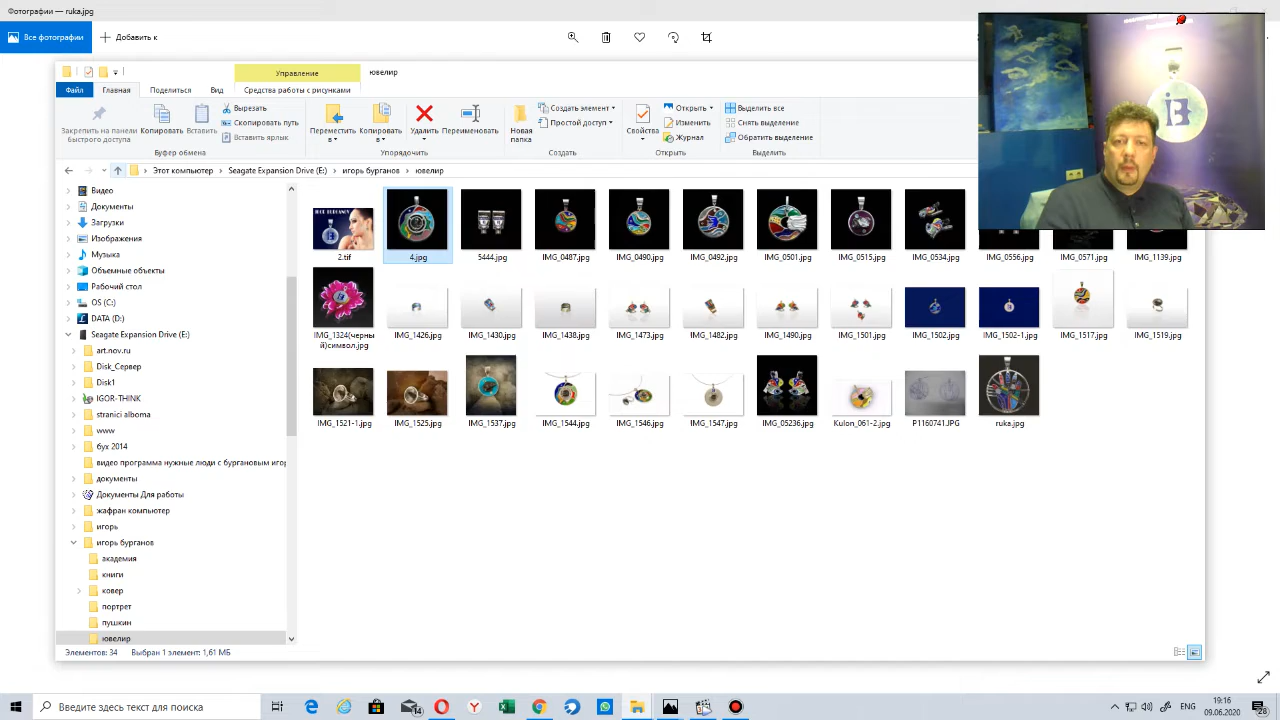 Фотографии — ruka.jpg
Все фотографии
Добавить к
Управление
ювелир
Файл
Главная
Поделиться
Вид
Средства работы с рисунками
Закрепить на панели
быстрого доступа
Копировать
Вставить
Вырезать
Скопировать путь
Вставить ярлык
Буфер обмена
Переместить
в
Копировать
в
Удалить
Переименовать
Упорядочить
Новая
папка
Создать элемент
Простой доступ
Создать
Свойства
Открыть
Изменить
Журнал
Открыть
Выделить все
Снять выделение
Обратить выделение
Выделить
Этот компьютер
Seagate Expansion Drive (E:)
игорь бурганов
ювелир
Видео
Документы
Загрузки
Изображения
Музыка
Объемные объекты
Рабочий стол
OS (C:)
DATA (D:)
Seagate Expansion Drive (E:)
art.nov.ru
Disk_Сервер
Disk1
IGOR-THINK
stranici alboma
www
бух 2014
видео программа нужные люди с бургановым игор
документы
Документы Для работы
жафран компьютер
игорь
игорь бурганов
академия
книги
ковер
портрет
пушкин
ювелир
IGOR BURGANOV
2.tif
4.jpg
5444.jpg
IMG_0487.jpg
IMG_0490.jpg
IMG_0492.jpg
IMG_0501.jpg
IMG_0515.jpg
IMG_0534.jpg
IMG_0556.jpg
IMG_0571.jpg
IMG_1139.jpg
IMG_1324(черны
й)символ.jpg
IMG_1426.jpg
IMG_1430.jpg
IMG_1438.jpg
IMG_1473.jpg
IMG_1482.jpg
IMG_1490.jpg
IMG_1501.jpg
IMG_1502.jpg
IMG_1502-1.jpg
IMG_1517.jpg
IMG_1519.jpg
IMG_1521-1.jpg
IMG_1525.jpg
IMG_1537.jpg
IMG_1544.jpg
IMG_1546.jpg
IMG_1547.jpg
IMG_05236.jpg
Kulon_061-2.jpg
P1160741.JPG
ruka.jpg
Элементов: 34
Выбран 1 элемент: 1,61 МБ
Введите здесь текст для поиска
ENG
19:16
09.06.2020
28